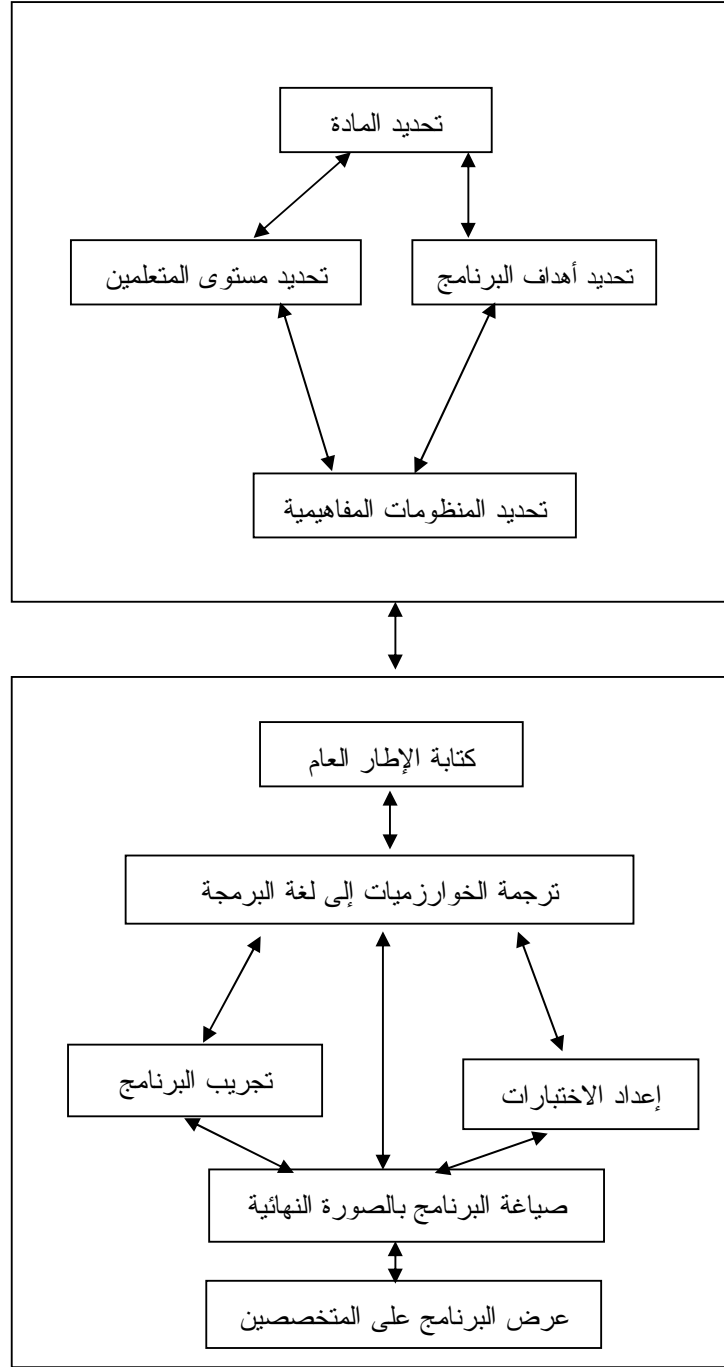 تحديد المادة
تحديد أهداف البرنامج
تحديد مستوى المتعلمين
تحديد المنظومات المفاهيمية
كتابة الإطار العام
ترجمة الخوارزميات إلى لغة البرمجة
إعداد الاختبارات
تجريب البرنامج
صياغة البرنامج بالصورة النهائية
عرض البرنامج على المتخصصين